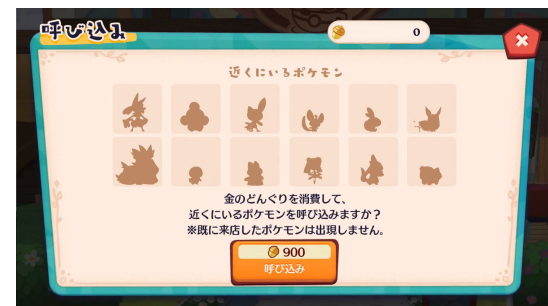 呼び込み
0
近くにいるポケモン
金のどんぐりを消費して、
近くにいるポケモンを呼び込みますか？
※既に来店したポケモンは出現しません。
900
呼び込み